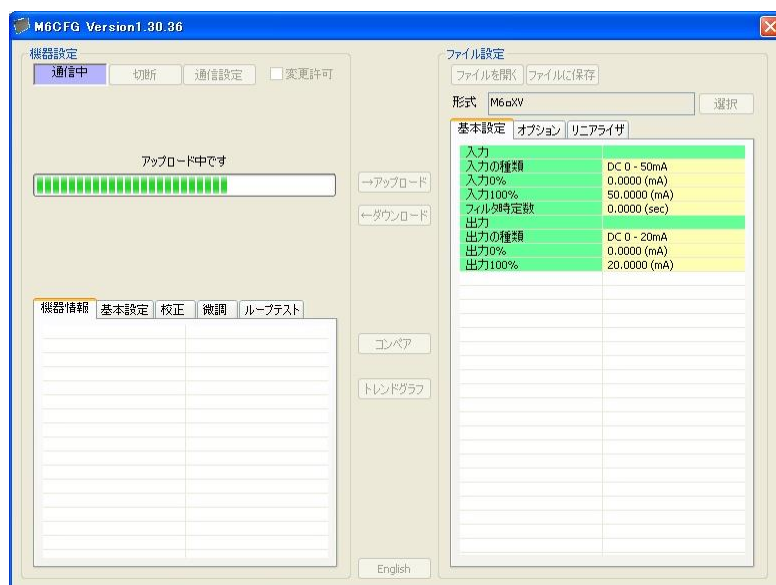 M6CFG Version1.30.36
機器設定
通信中 切断 通信設定 変更許可
アップロード中です
→アップロード
←ダウンロード
機器情報 基本設定 校正 微調 ループテスト
コンペア
トレンドグラフ
English
ファイル設定
ファイルを開く ファイルに保存
形式 M6□XV 選択
基本設定 オプション リニアライザ
入力
入力の種類 DC 0 - 50mA
入力0% 0.0000 (mA)
入力100% 50.0000 (mA)
フィルタ時定数 0.0000 (sec)
出力
出力の種類 DC 0 - 20mA
出力0% 0.0000 (mA)
出力100% 20.0000 (mA)